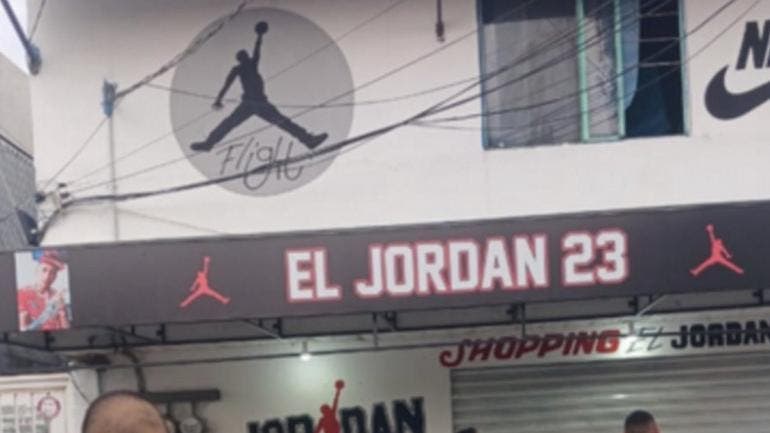 Flight
EL JORDAN 23
SHOPPING EL JORDAN
JORDAN